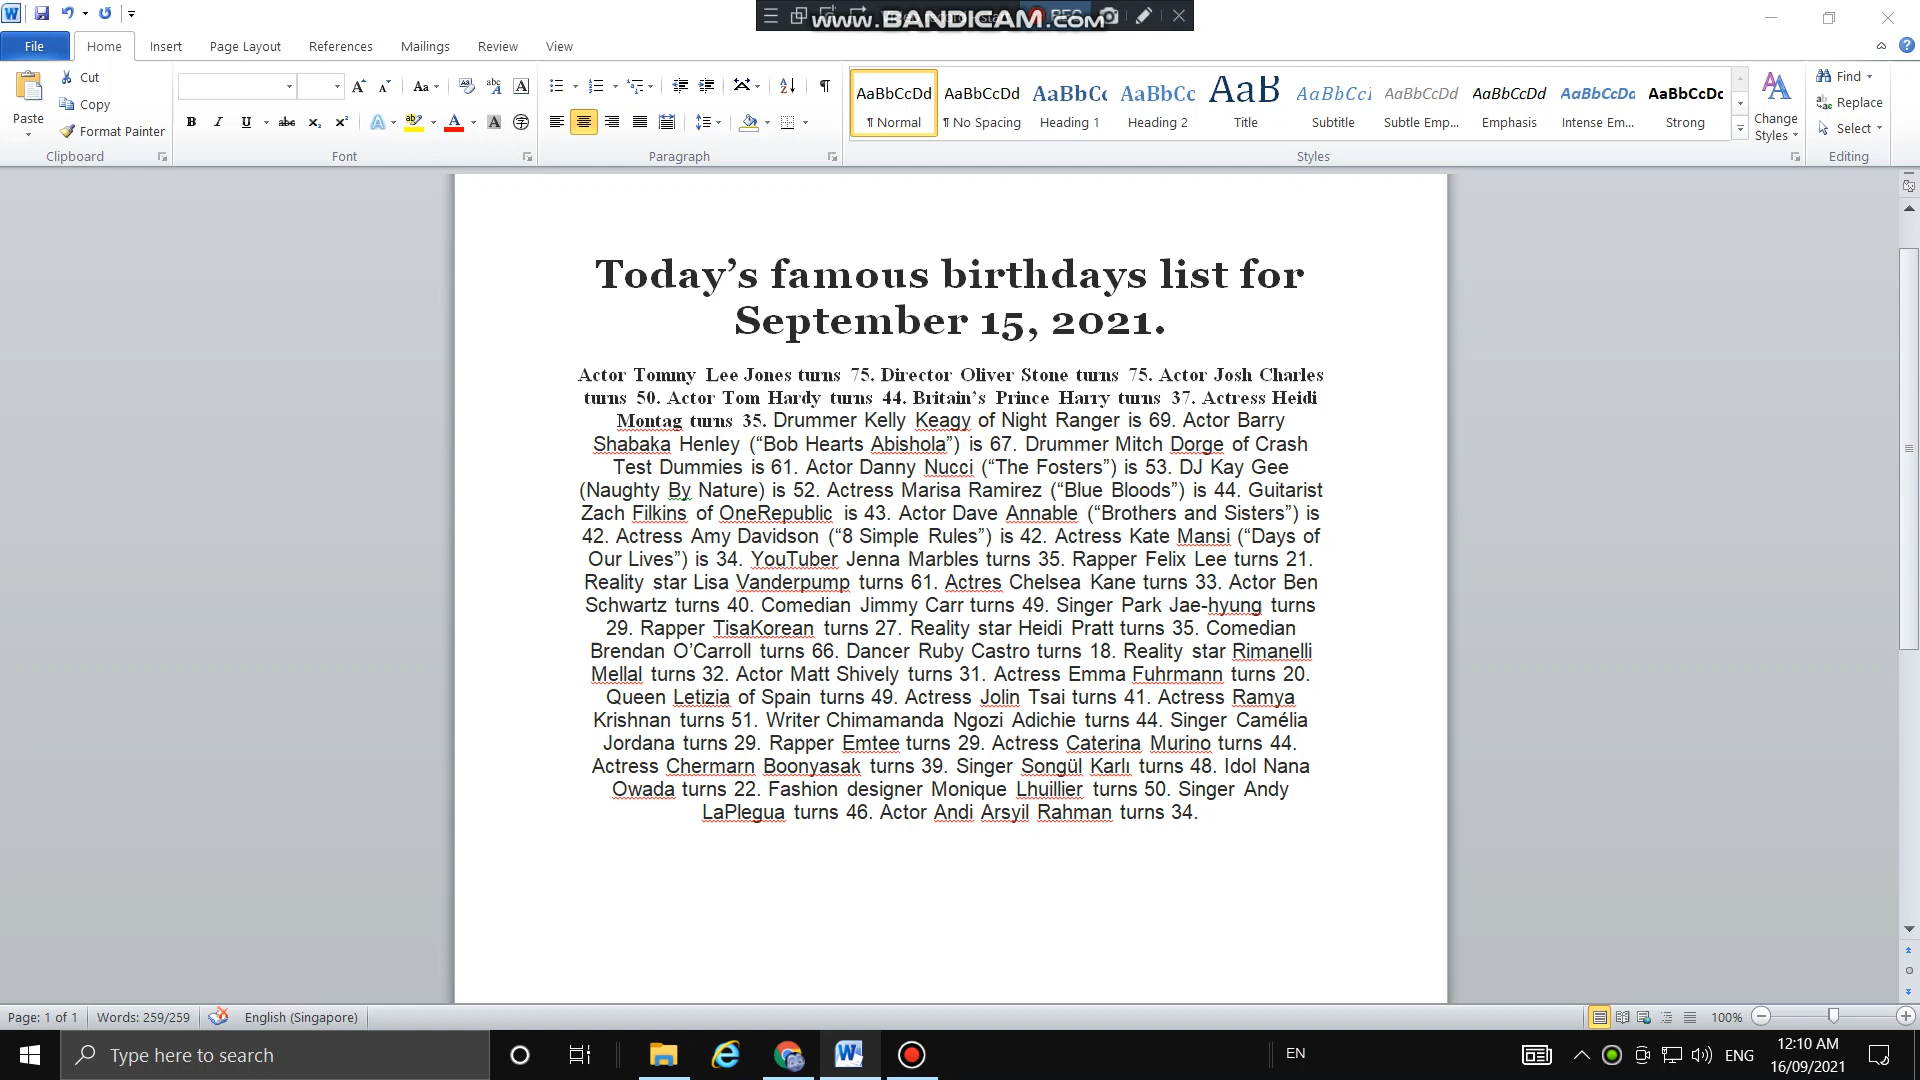 www.BANDICAM.com
File Home Insert Page Layout References Mailings Review View
Paste
Cut
Copy
Format Painter
Clipboard
Font
Paragraph
AaBbCcDd AaBbCcDd AaBbCc AaBbCc AaB AaBbCcI AaBbCcDd AaBbCcDd AaBbCcDc AaBbCcDc
¶ Normal ¶ No Spacing Heading 1 Heading 2 Title Subtitle Subtle Emp... Emphasis Intense Em... Strong
Change
Styles
Styles
Find
Replace
Select
Editing
Today’s famous birthdays list for
September 15, 2021.
Actor Tommy Lee Jones turns 75. Director Oliver Stone turns 75. Actor Josh Charles
turns 50. Actor Tom Hardy turns 44. Britain’s Prince Harry turns 37. Actress Heidi
Montag turns 35. Drummer Kelly Keagy of Night Ranger is 69. Actor Barry
Shabaka Henley (“Bob Hearts Abishola”) is 67. Drummer Mitch Dorge of Crash
Test Dummies is 61. Actor Danny Nucci (“The Fosters”) is 53. DJ Kay Gee
(Naughty By Nature) is 52. Actress Marisa Ramirez (“Blue Bloods”) is 44. Guitarist
Zach Filkins of OneRepublic is 43. Actor Dave Annable (“Brothers and Sisters”) is
42. Actress Amy Davidson (“8 Simple Rules”) is 42. Actress Kate Mansi (“Days of
Our Lives”) is 34. YouTuber Jenna Marbles turns 35. Rapper Felix Lee turns 21.
Reality star Lisa Vanderpump turns 61. Actres Chelsea Kane turns 33. Actor Ben
Schwartz turns 40. Comedian Jimmy Carr turns 49. Singer Park Jae-hyung turns
29. Rapper TisaKorean turns 27. Reality star Heidi Pratt turns 35. Comedian
Brendan O’Carroll turns 66. Dancer Ruby Castro turns 18. Reality star Rimanelli
Mellal turns 32. Actor Matt Shively turns 31. Actress Emma Fuhrmann turns 20.
Queen Letizia of Spain turns 49. Actress Jolin Tsai turns 41. Actress Ramya
Krishnan turns 51. Writer Chimamanda Ngozi Adichie turns 44. Singer Camélia
Jordana turns 29. Rapper Emtee turns 29. Actress Caterina Murino turns 44.
Actress Chermarn Boonyasak turns 39. Singer Songül Karlı turns 48. Idol Nana
Owada turns 22. Fashion designer Monique Lhuillier turns 50. Singer Andy
LaPlegua turns 46. Actor Andi Arsyil Rahman turns 34.
Page: 1 of 1 Words: 259/259 English (Singapore) 100%
Type here to search
EN
ENG
12:10 AM
16/09/2021